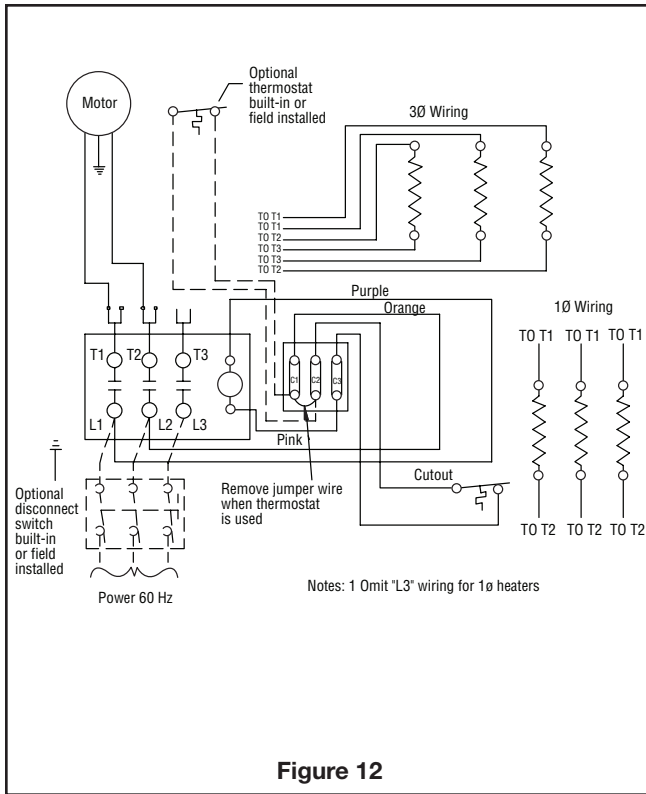 Optional
thermostat
built-in or
field installed
Motor
3Ø Wiring
TO T1
TO T1
TO T2
TO T3
TO T3
TO T2
Purple
Orange
1Ø Wiring
TO T1 TO T1 TO T1
T1 T2 T3
C1 C2 C3
L1 L2 L3
Pink
Cutout
Remove jumper wire
when thermostat
is used
Optional
disconnect
switch
built-in
or field
installed
TO T2 TO T2 TO T2
Power 60 Hz
Notes: 1 Omit "L3" wiring for 1ø heaters
Figure 12